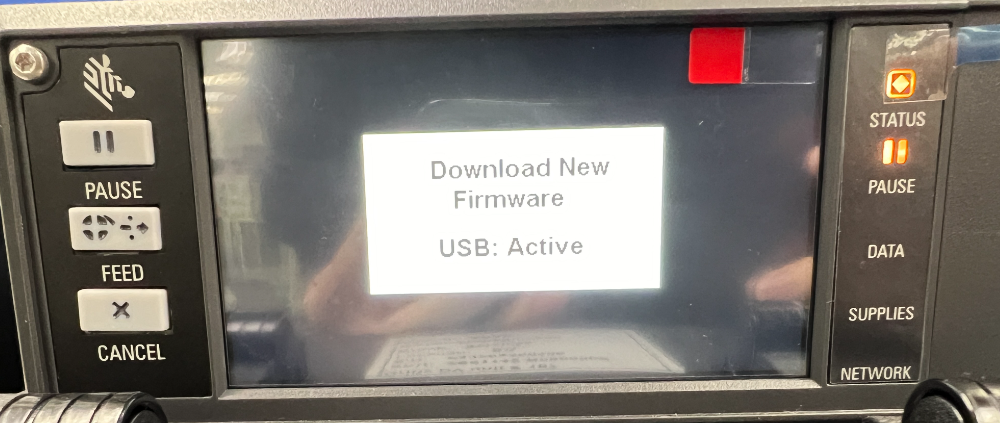 PAUSE
FEED
CANCEL
Download New
Firmware
USB: Active
STATUS
PAUSE
DATA
SUPPLIES
NETWORK